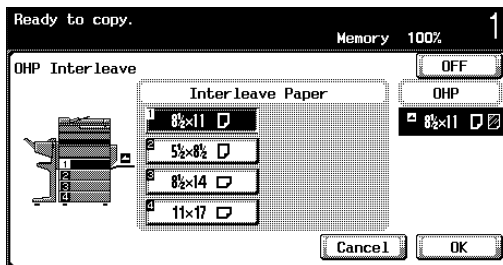 Ready to copy.
Memory 100% 1
OHP Interleave
OFF
Interleave Paper
OHP
1 8½×11
8½×11
2 5½×8½
3 8½×14
4 11×17
1
2
3
4
Cancel
OK